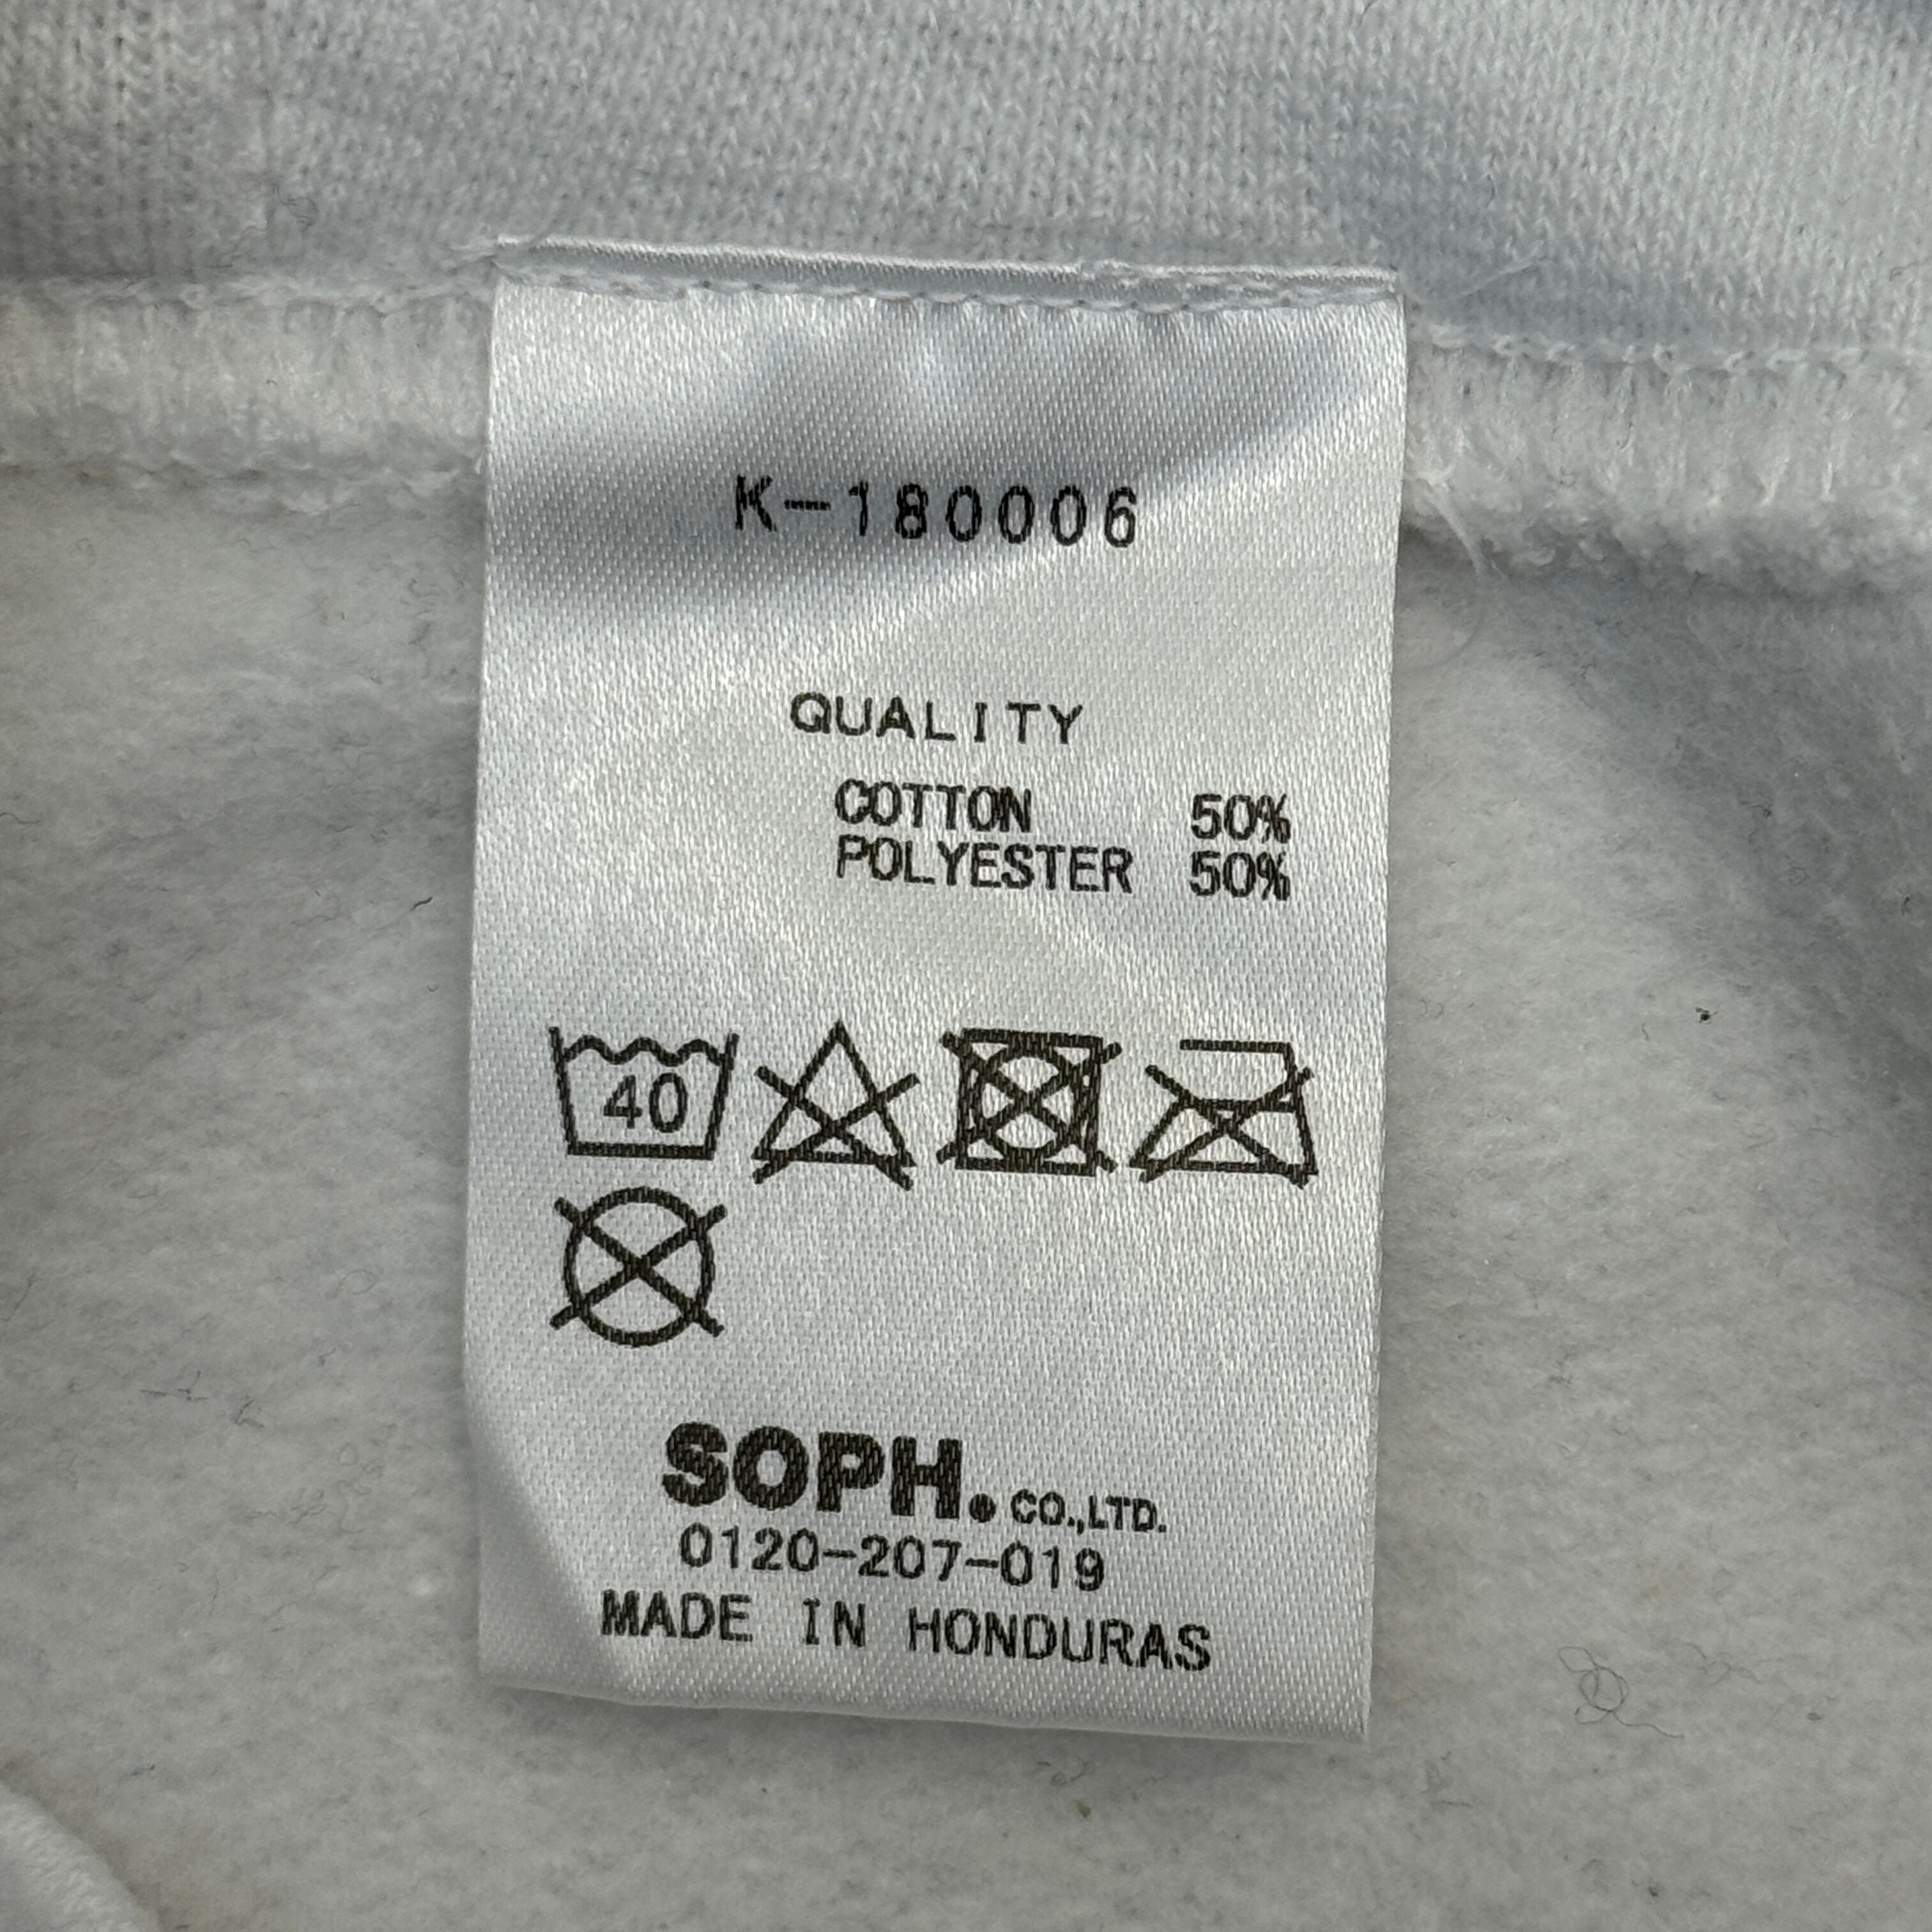 K-180006
QUALITY
COTTON 50%
POLYESTER 50%
40
SOPH. CO.,LTD.
0120-207-019
MADE IN HONDURAS